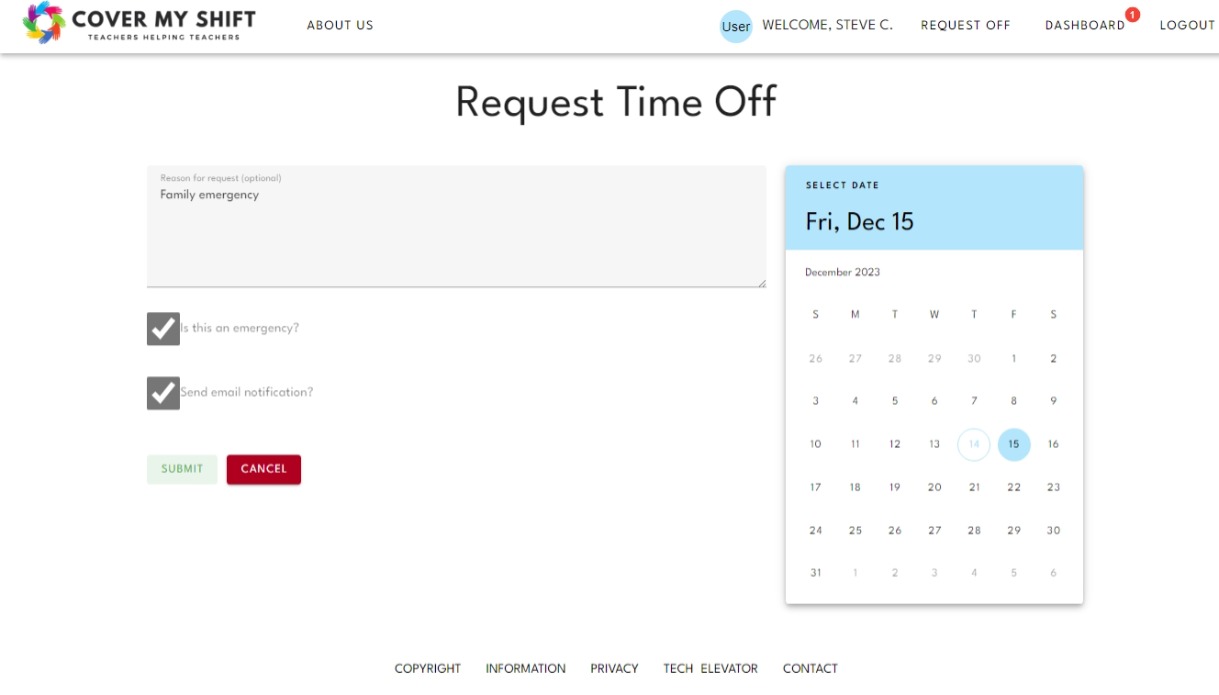 COVER MY SHIFT
TEACHERS HELPING TEACHERS
ABOUT US
User WELCOME, STEVE C.
REQUEST OFF
DASHBOARD 1
LOGOUT
Request Time Off
Reason for request (optional)
Family emergency
Is this an emergency?
Send email notification?
SUBMIT CANCEL
SELECT DATE
Fri, Dec 15
December 2023
S M T W T F S
26 27 28 29 30 1 2
3 4 5 6 7 8 9
10 11 12 13 14 15 16
17 18 19 20 21 22 23
24 25 26 27 28 29 30
31 1 2 3 4 5 6
COPYRIGHT INFORMATION PRIVACY TECH ELEVATOR CONTACT